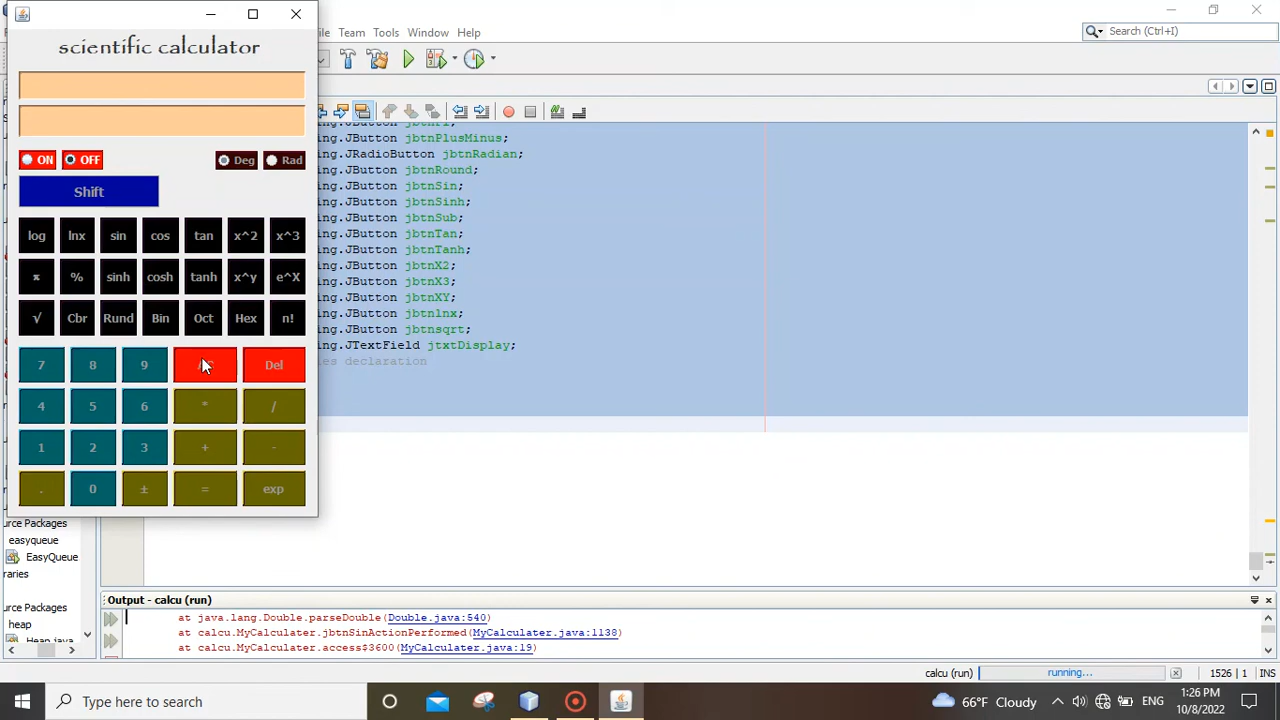 scientific calculator
ile Team Tools Window Help
Search (Ctrl+I)
ON OFF Deg Rad
Shift
log lnx sin cos tan x^2 x^3
π % sinh cosh tanh x^y e^X
√ Cbr Rund Bin Oct Hex n!
7 8 9 Del
4 5 6 * /
1 2 3 + -
. 0 ± = exp
ing.JButton jbtnPlusMinus;
ing.JRadioButton jbtnRadian;
ing.JButton jbtnRound;
ing.JButton jbtnSin;
ing.JButton jbtnSinh;
ing.JButton jbtnSub;
ing.JButton jbtnTan;
ing.JButton jbtnTanh;
ing.JButton jbtnX2;
ing.JButton jbtnX3;
ing.JButton jbtnXY;
ing.JButton jbtnlnx;
ing.JButton jbtnsqrt;
ing.JTextField jtxtDisplay;
les declaration
urce Packages
easyqueue
EasyQueue
raries
urce Packages
heap
Heap.java
Output - calcu (run)
at java.lang.Double.parseDouble(Double.java:540)
at calcu.MyCalculater.jbtnSinActionPerformed(MyCalculater.java:1138)
at calcu.MyCalculater.access$3600(MyCalculater.java:19)
calcu (run) running... 1526 | 1 INS
Type here to search
66°F Cloudy
ENG
1:26 PM
10/8/2022